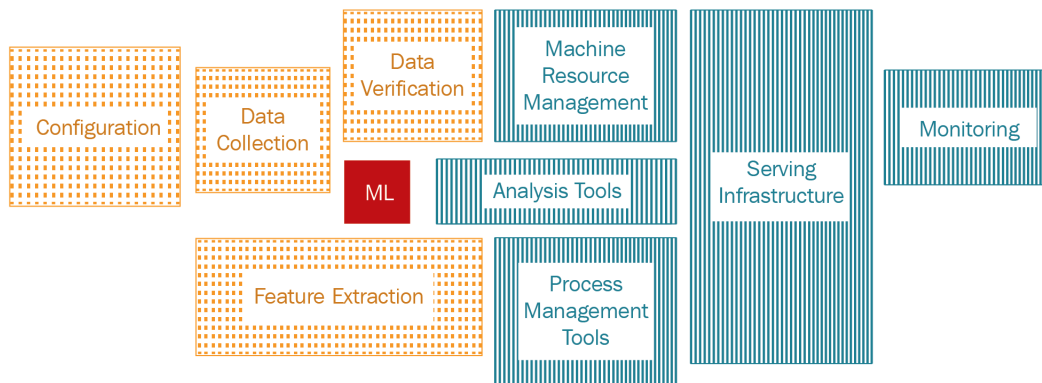 Configuration
Data
Collection
Data
Verification
Machine
Resource
Management
ML
Analysis Tools
Feature Extraction
Process
Management
Tools
Serving
Infrastructure
Monitoring